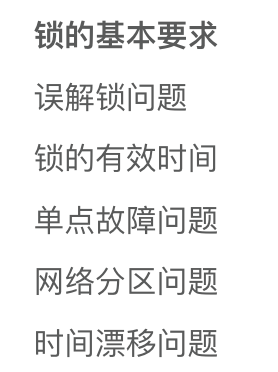 锁的基本要求
误解锁问题
锁的有效时间
单点故障问题
网络分区问题
时间漂移问题